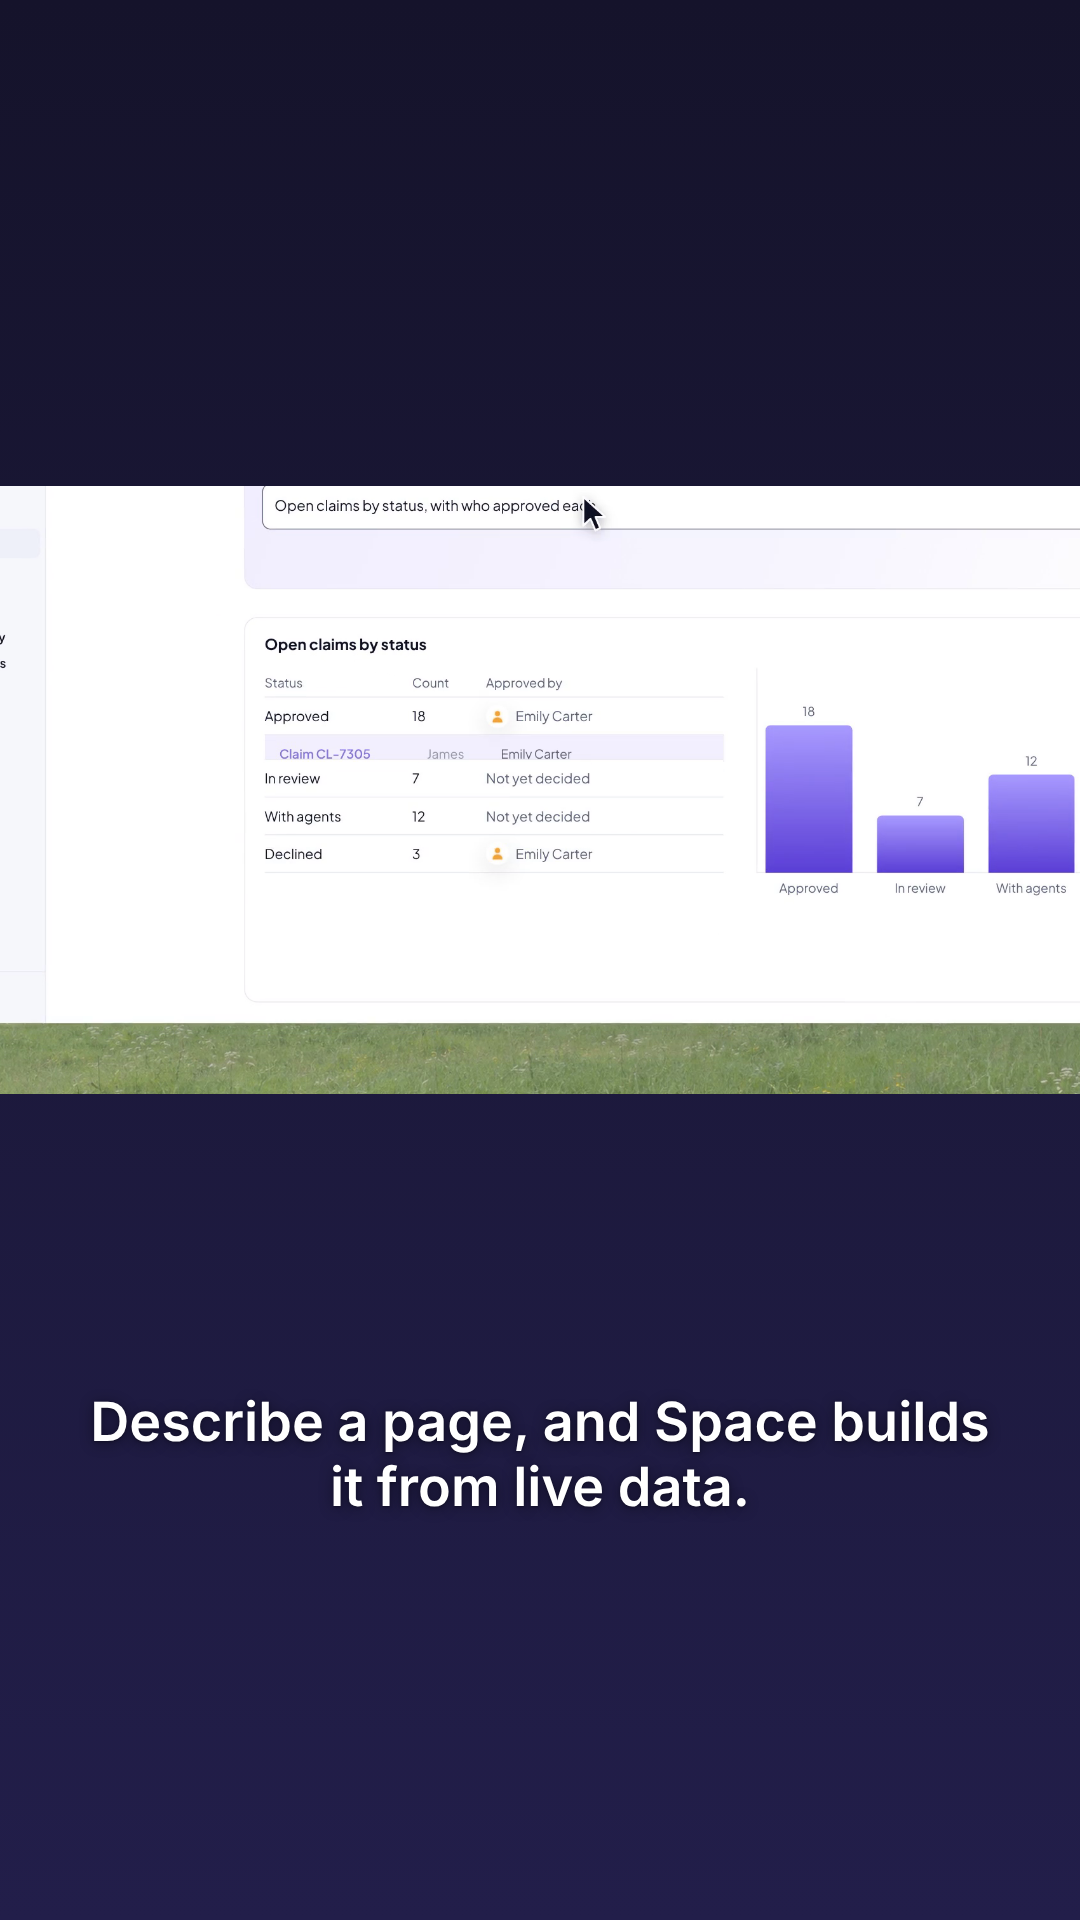 Open claims by status, with who approved each
y
s
Open claims by status
Status Count Approved by
Approved 18 Emily Carter
Claim CL-7305 James Emily Carter
In review 7 Not yet decided
With agents 12 Not yet decided
Declined 3 Emily Carter
18
7
12
Approved In review With agents
Describe a page, and Space builds
it from live data.